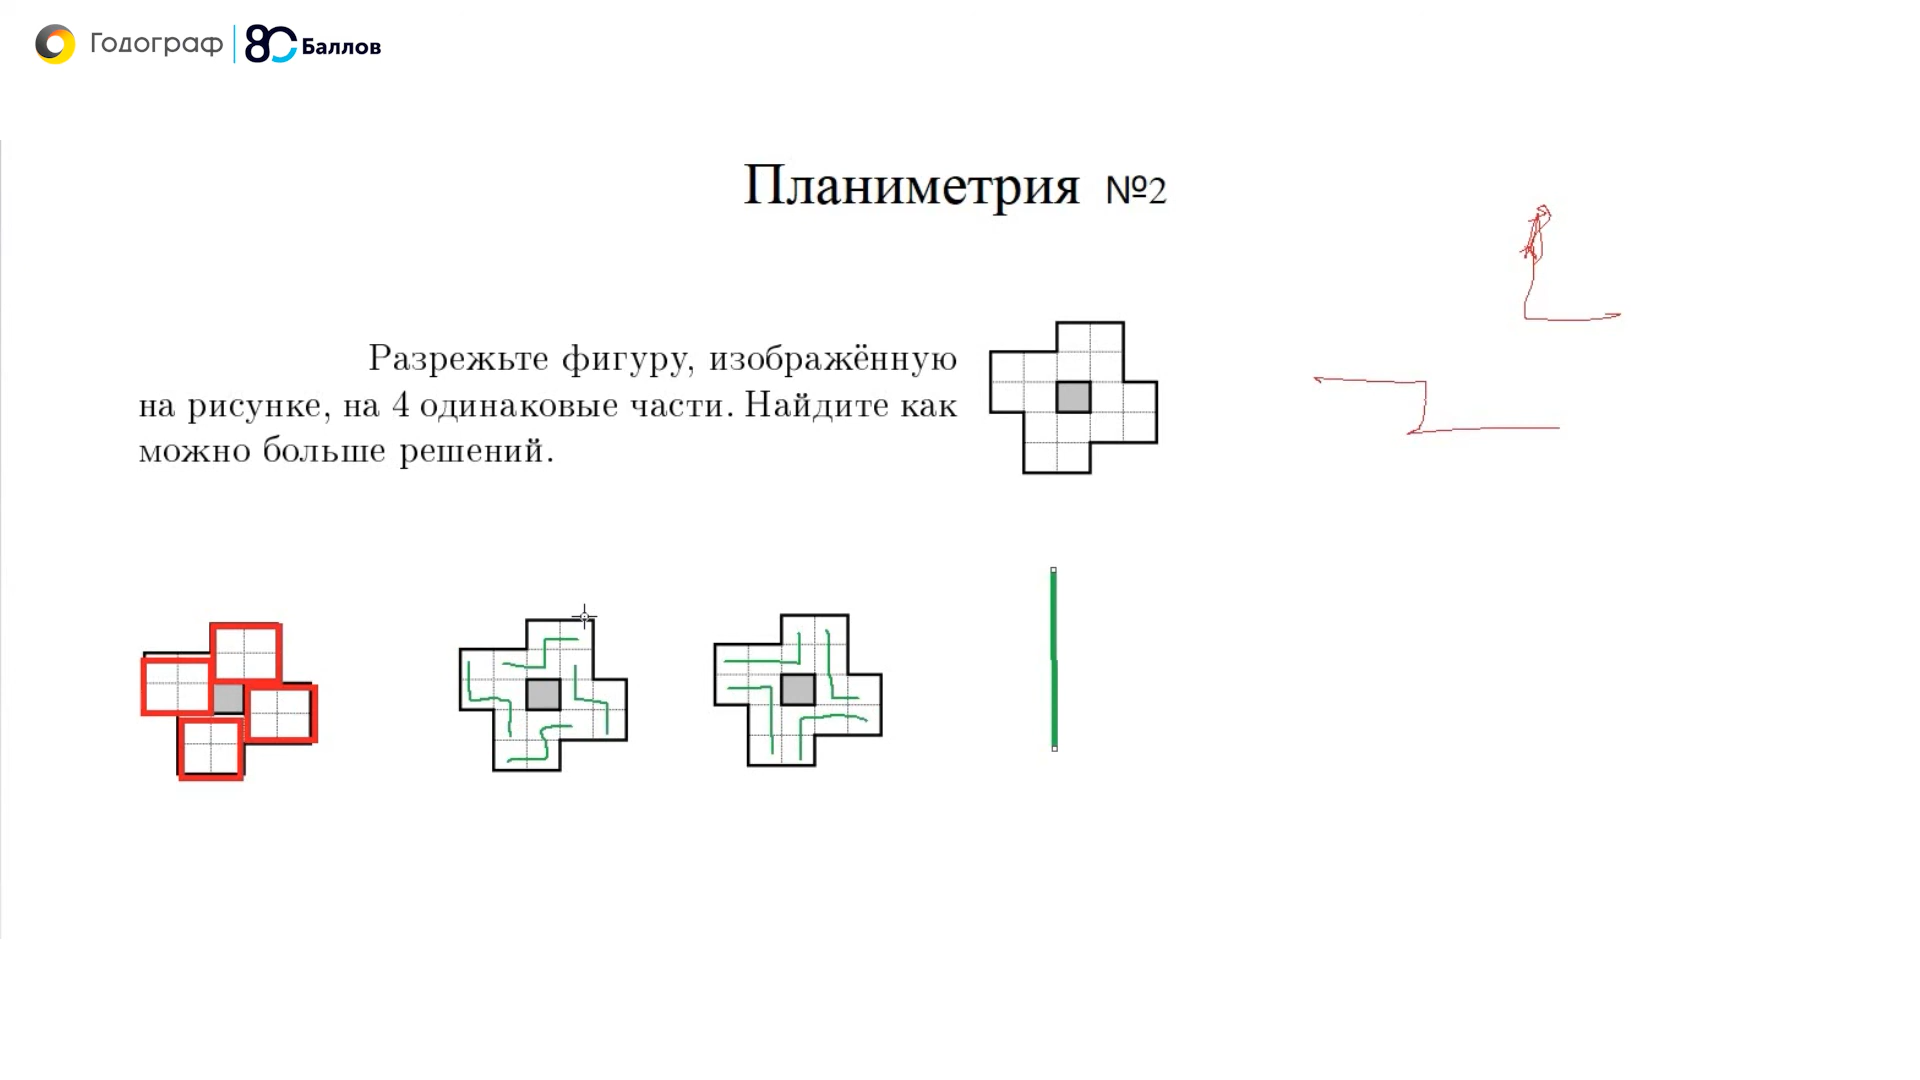 Годограф 80 Баллов
Планиметрия №2
Разрежьте фигуру, изображённую
на рисунке, на 4 одинаковые части. Найдите как
можно больше решений.